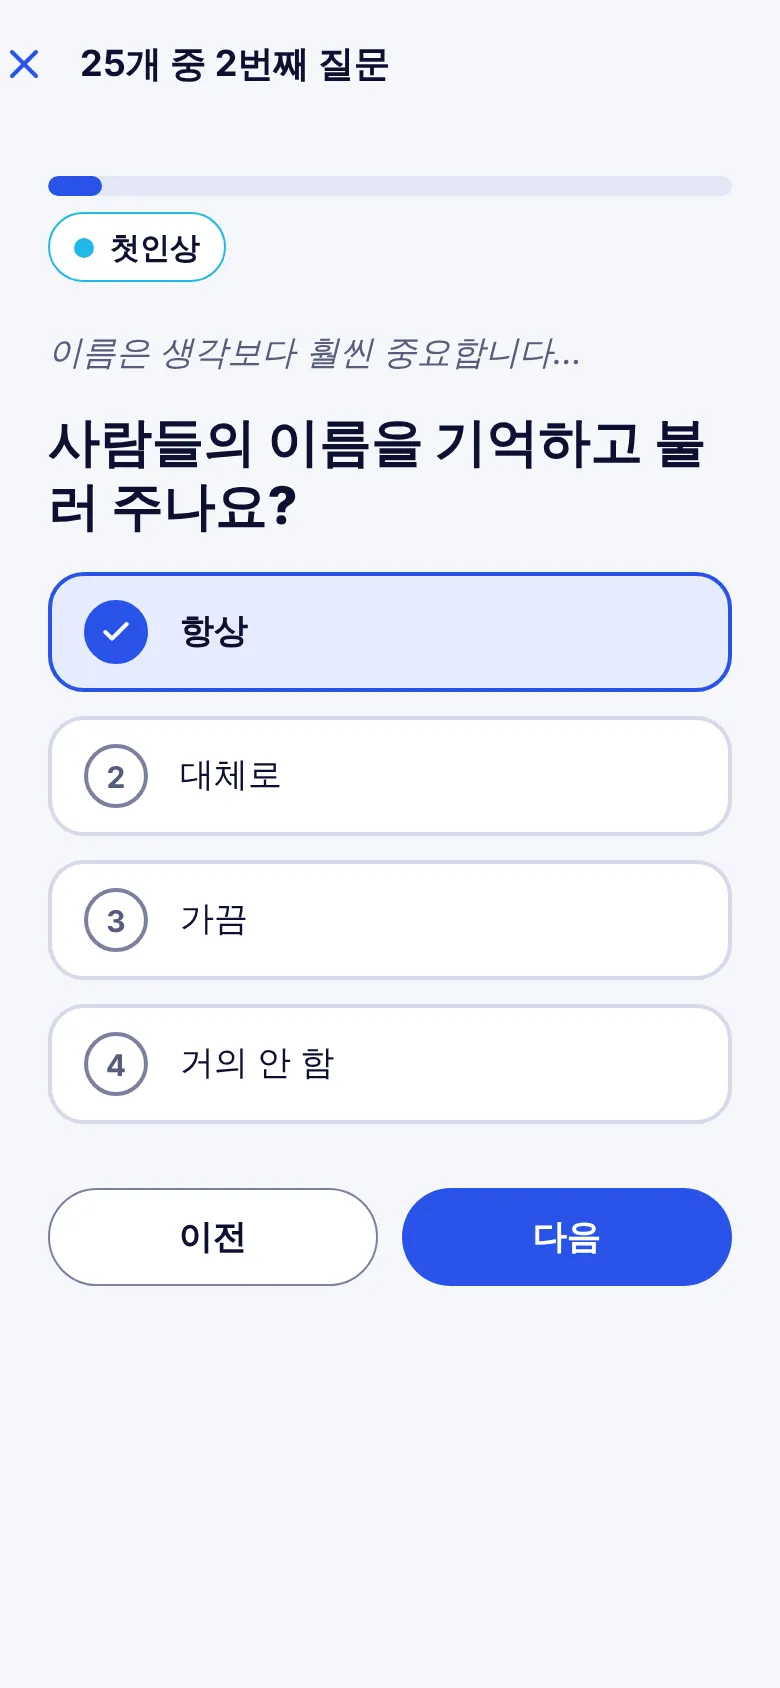 25개 중 2번째 질문
첫인상
이름은 생각보다 훨씬 중요합니다...
사람들의 이름을 기억하고 불
러 주나요?
항상
2 대체로
3 가끔
4 거의 안 함
이전 다음